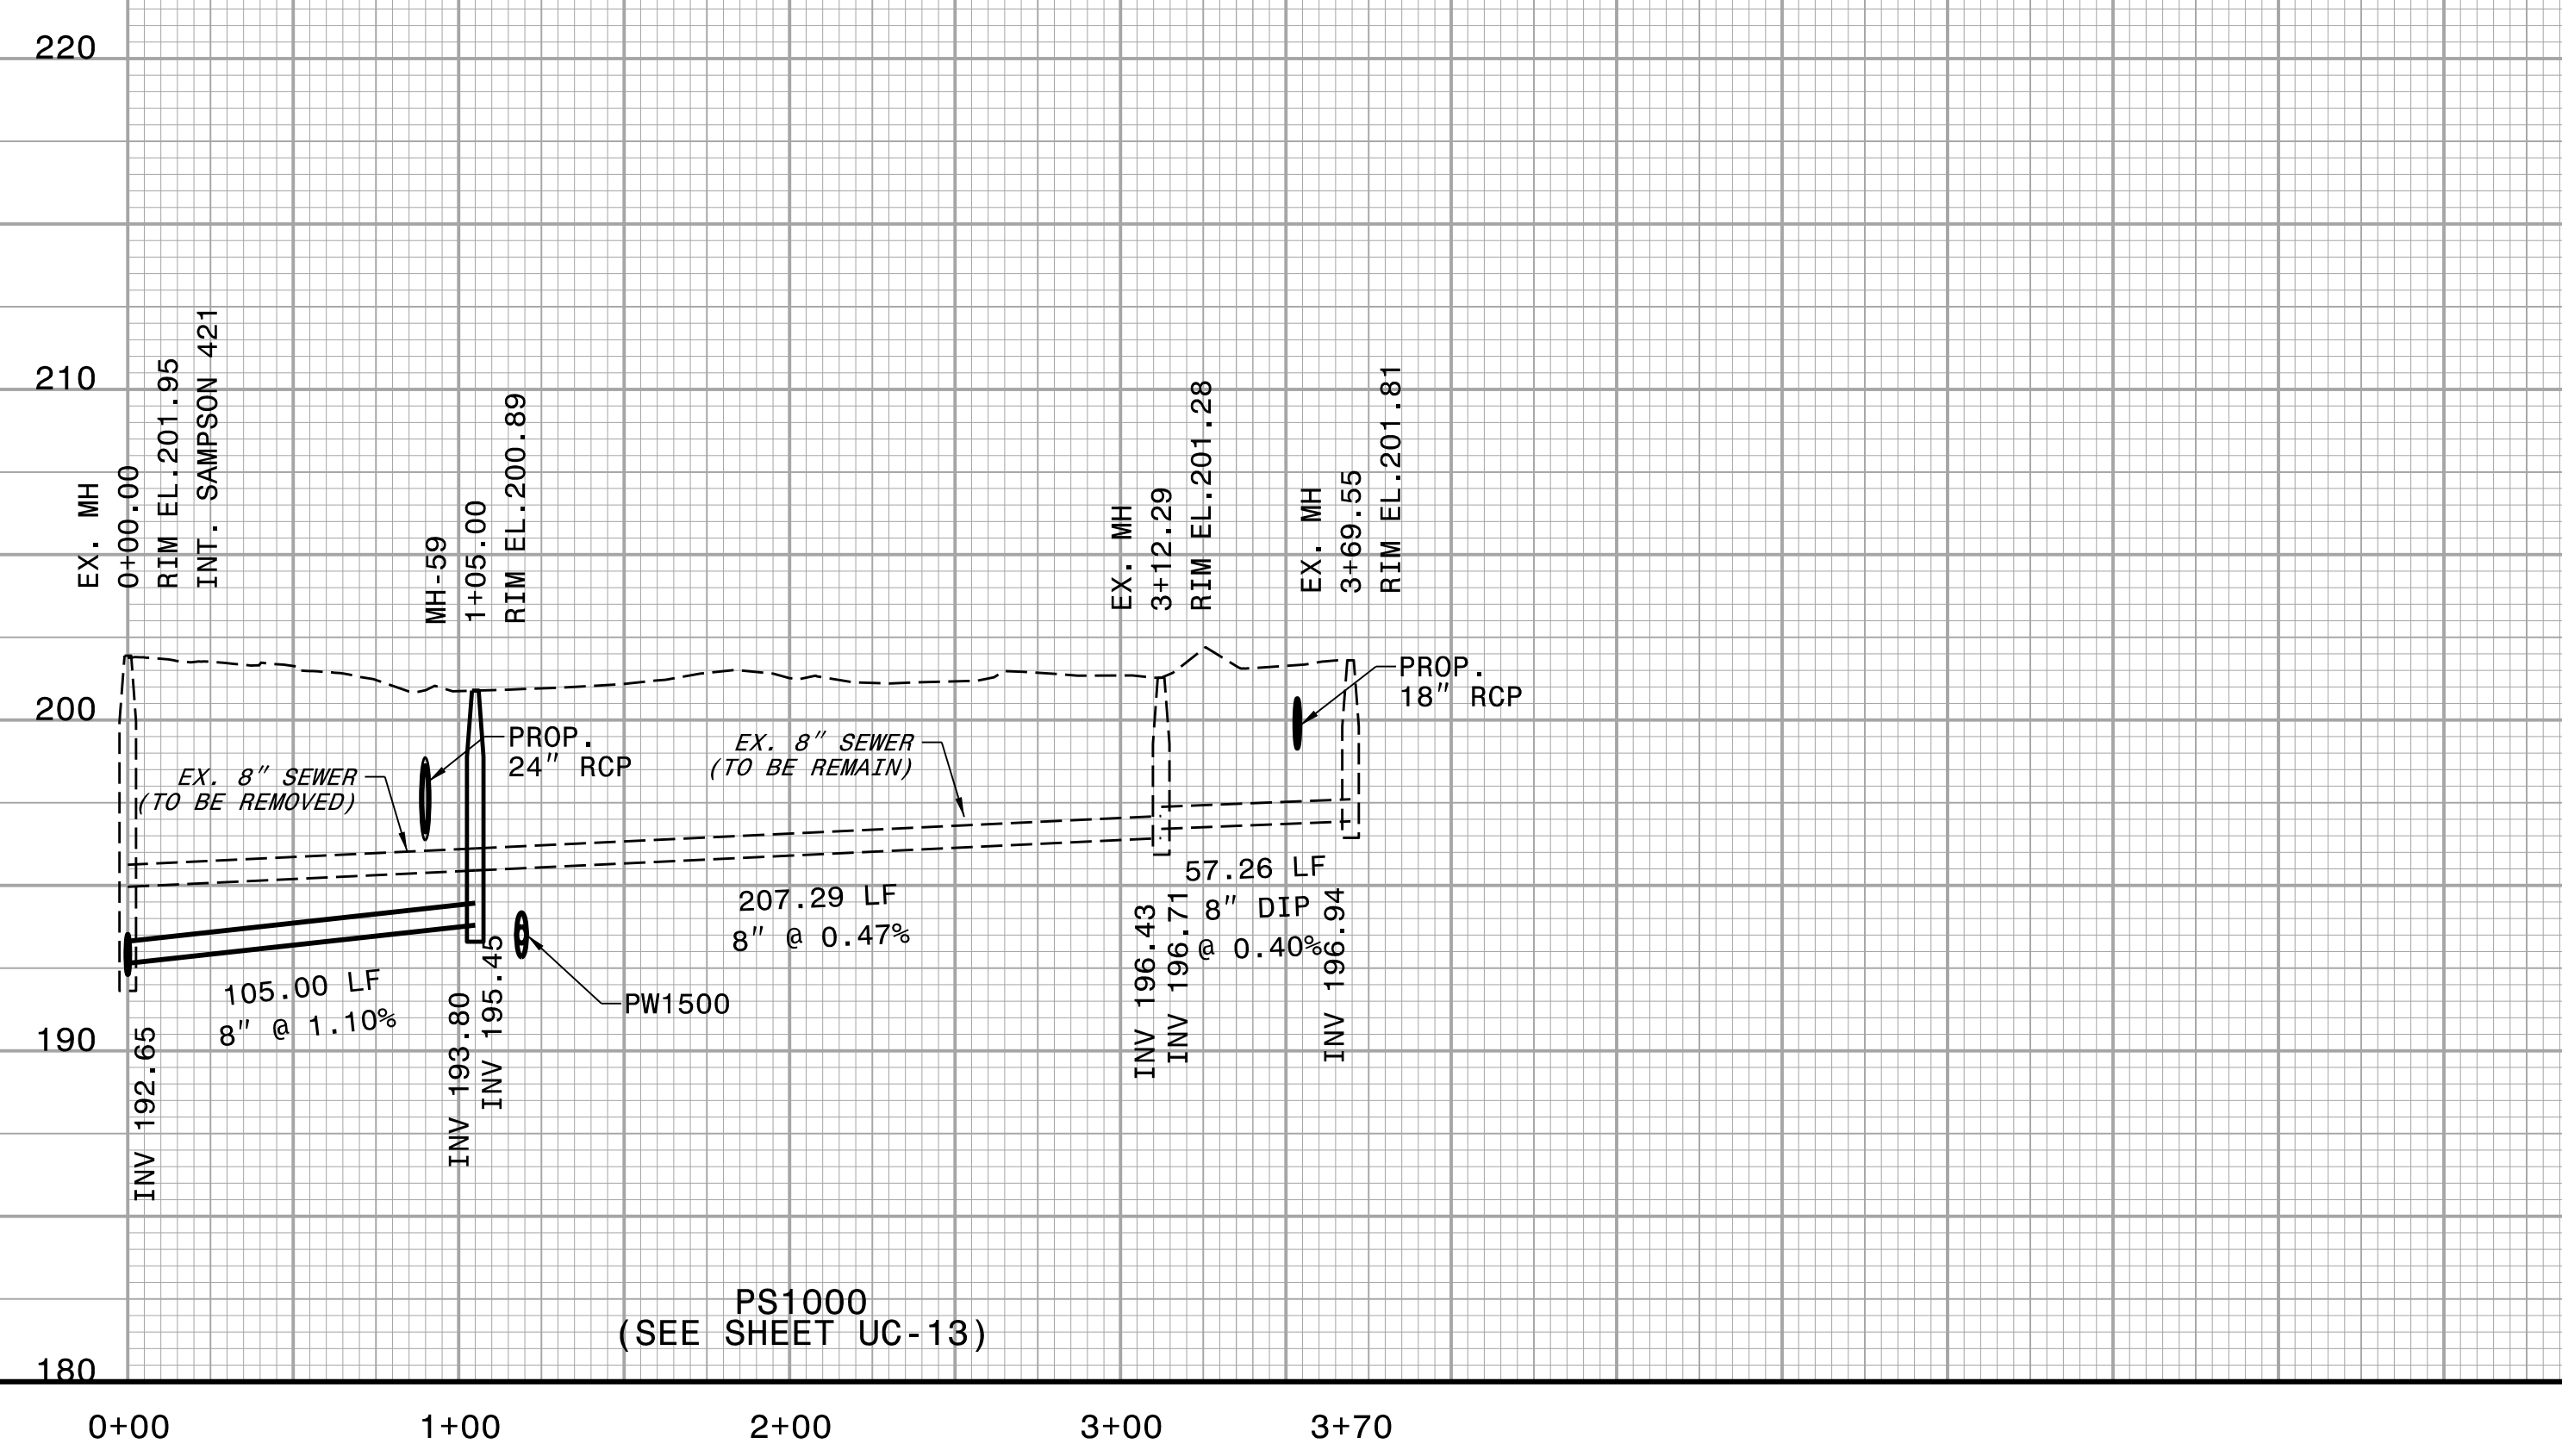 220
210
200
190
180
EX. MH
0+00.00
RIM EL.201.95
INT. SAMPSON 421
MH-59
1+05.00
RIM EL.200.89
EX. MH
3+12.29
RIM EL.201.28
EX. MH
3+69.55
RIM EL.201.81
PROP.
18" RCP
PROP.
24" RCP
EX. 8" SEWER
(TO BE REMOVED)
EX. 8" SEWER
(TO BE REMAIN)
105.00 LF
8" @ 1.10%
207.29 LF
8" @ 0.47%
57.26 LF
8" DIP
@ 0.40%
INV 192.65
INV 193.80
INV 195.45
PW1500
INV 196.43
INV 196.71
INV 196.94
PS1000
(SEE SHEET UC-13)
0+00
1+00
2+00
3+00
3+70